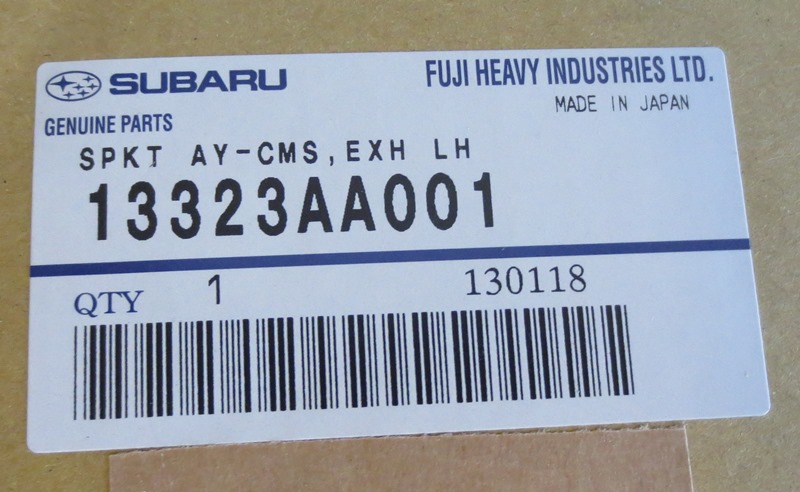 SUBARU
FUJI HEAVY INDUSTRIES LTD.
MADE IN JAPAN
GENUINE PARTS
SPKT AY-CMS,EXH LH
13323AA001
QTY 1 130118